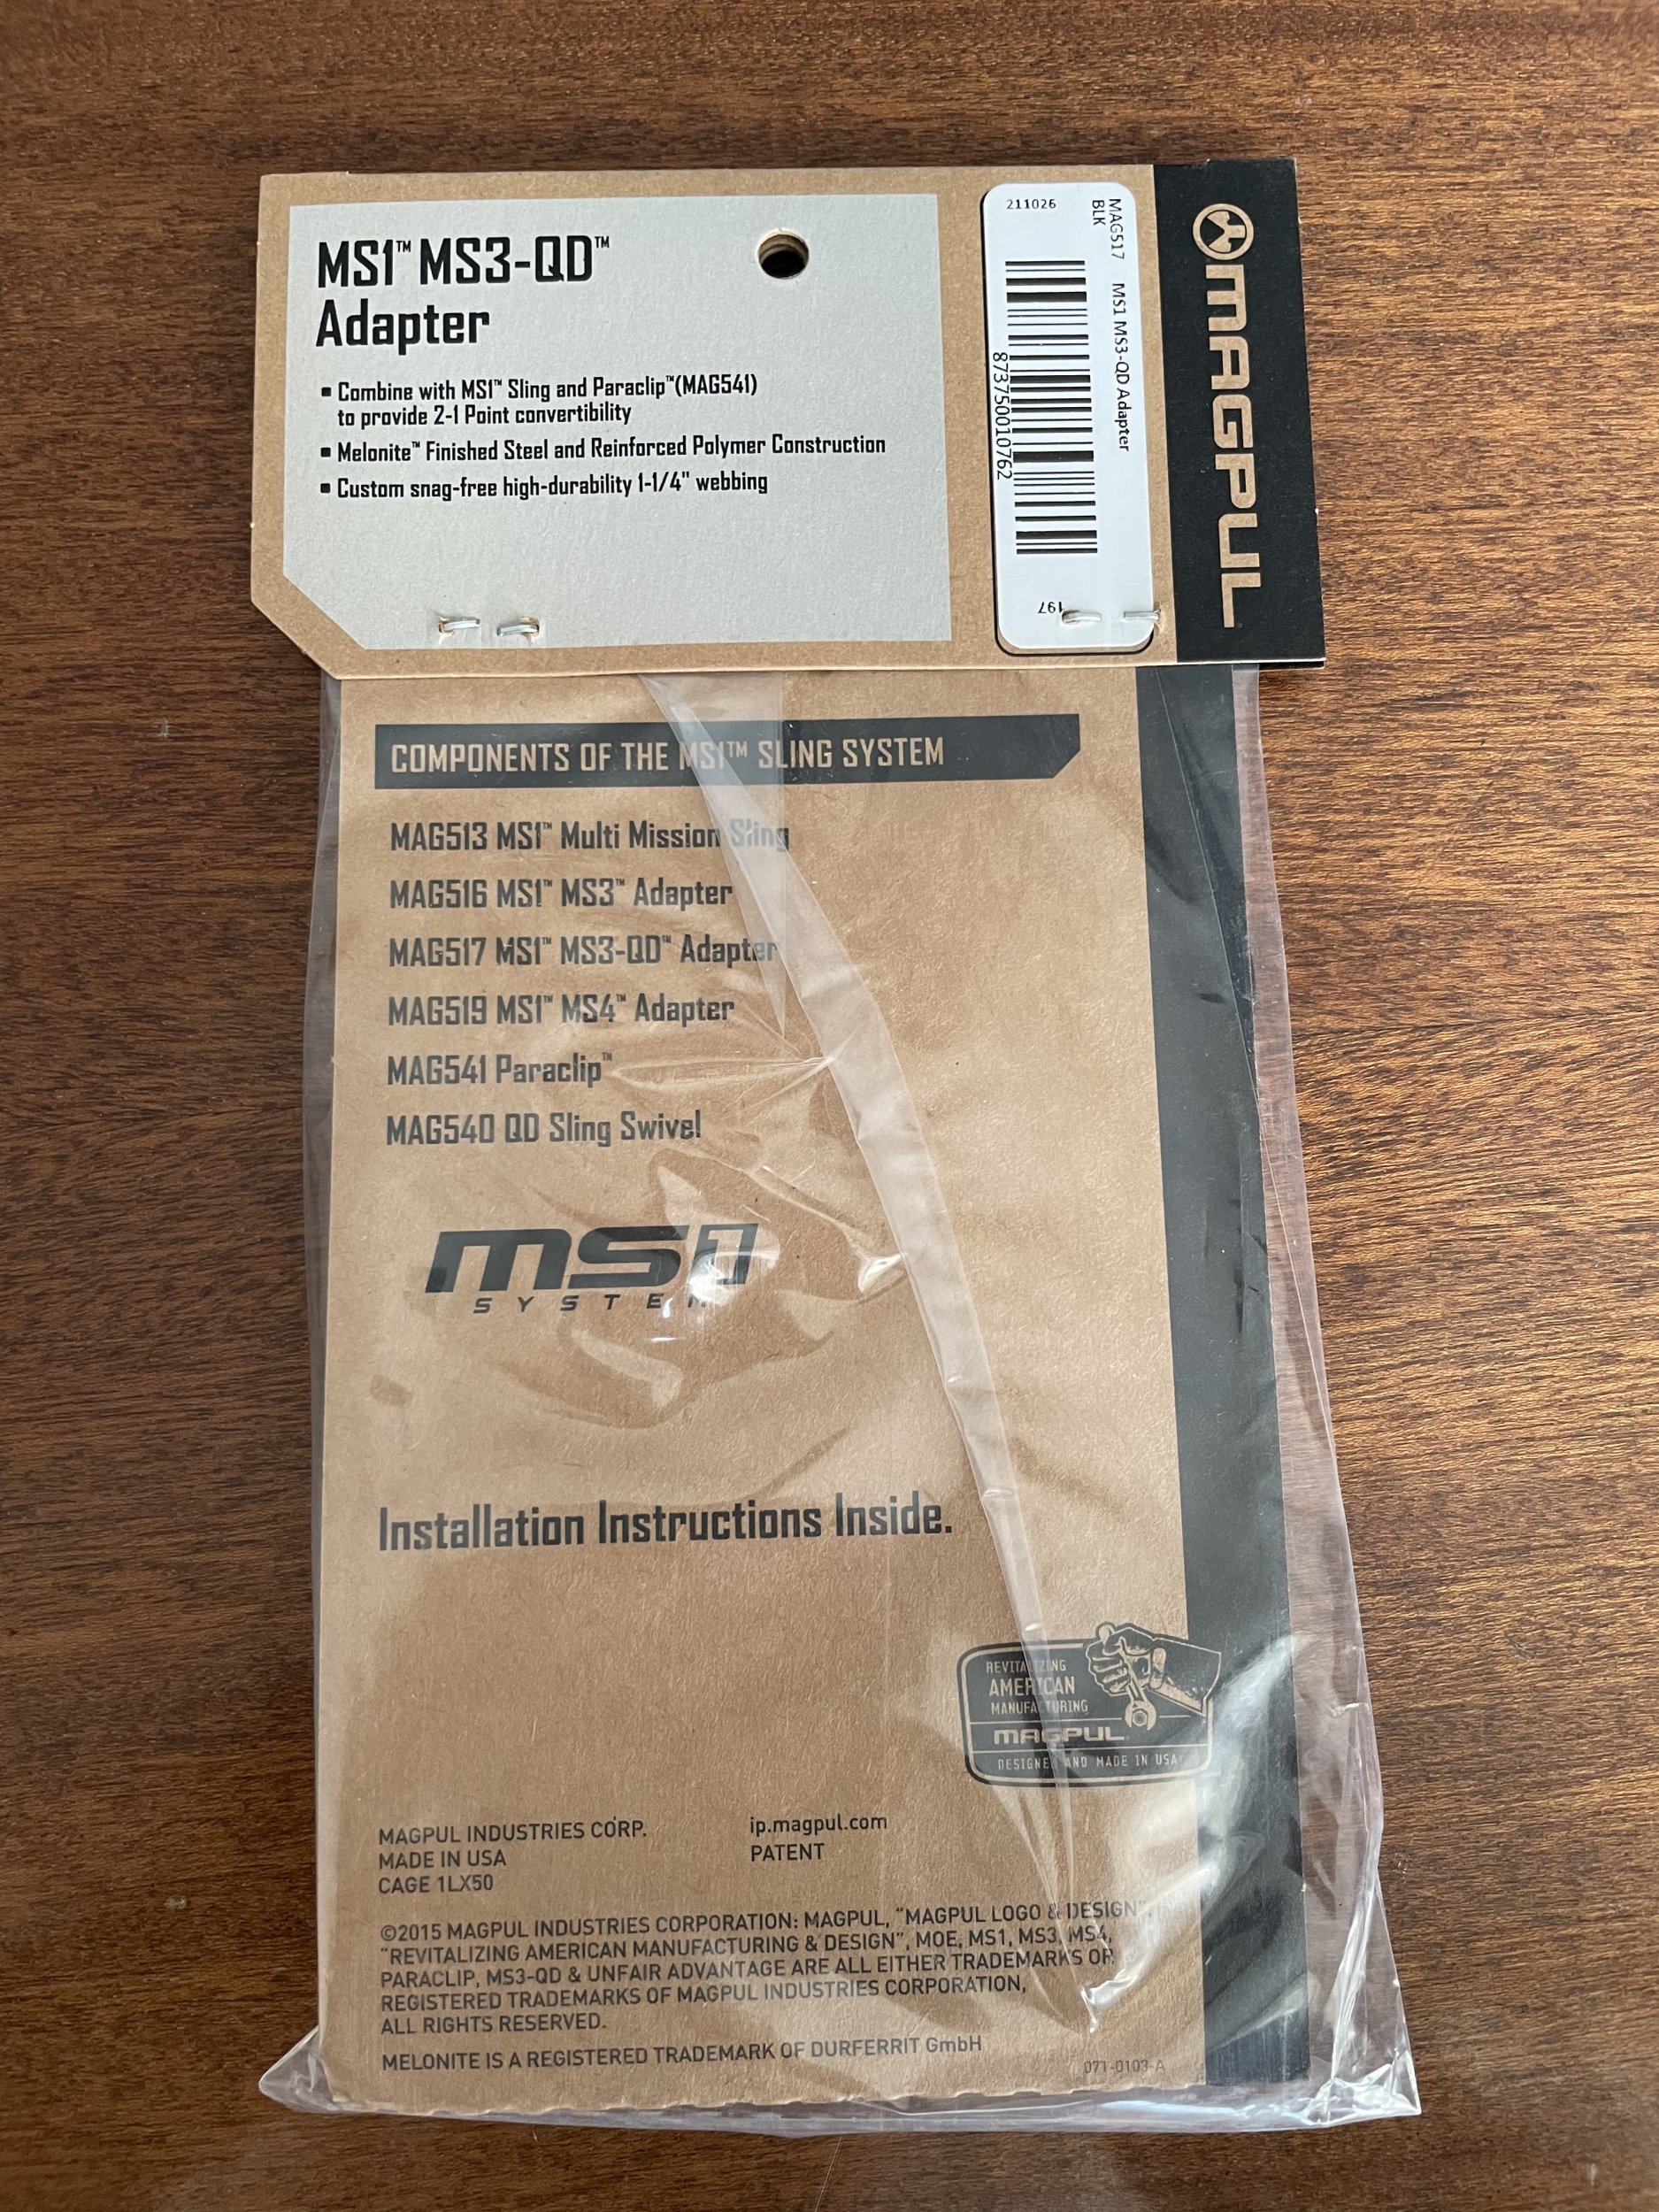 MS1™ MS3-QD™
Adapter
▪ Combine with MS1™ Sling and Paraclip™(MAG541)
to provide 2-1 Point convertibility
▪ Melonite™ Finished Steel and Reinforced Polymer Construction
▪ Custom snag-free high-durability 1-1/4" webbing
211026
MAG517 MS1 MS3-QD Adapter
BLK
873750010762
197
MAGPUL
COMPONENTS OF THE MS1™ SLING SYSTEM
MAG513 MS1™ Multi Mission Sling
MAG516 MS1™ MS3™ Adapter
MAG517 MS1™ MS3-QD™ Adapter
MAG519 MS1™ MS4™ Adapter
MAG541 Paraclip™
MAG540 QD Sling Swivel
MS1
SYSTEM
Installation Instructions Inside.
REVITALIZING
AMERICAN
MANUFACTURING
MAGPUL
DESIGNED AND MADE IN USA
MAGPUL INDUSTRIES CORP.
MADE IN USA
CAGE 1LX50
ip.magpul.com
PATENT
©2015 MAGPUL INDUSTRIES CORPORATION: MAGPUL, "MAGPUL LOGO & DESIGN",
"REVITALIZING AMERICAN MANUFACTURING & DESIGN", MOE, MS1, MS3, MS4,
PARACLIP, MS3-QD & UNFAIR ADVANTAGE ARE ALL EITHER TRADEMARKS OR
REGISTERED TRADEMARKS OF MAGPUL INDUSTRIES CORPORATION,
ALL RIGHTS RESERVED.
MELONITE IS A REGISTERED TRADEMARK OF DURFERRIT GmbH
071-0103-A